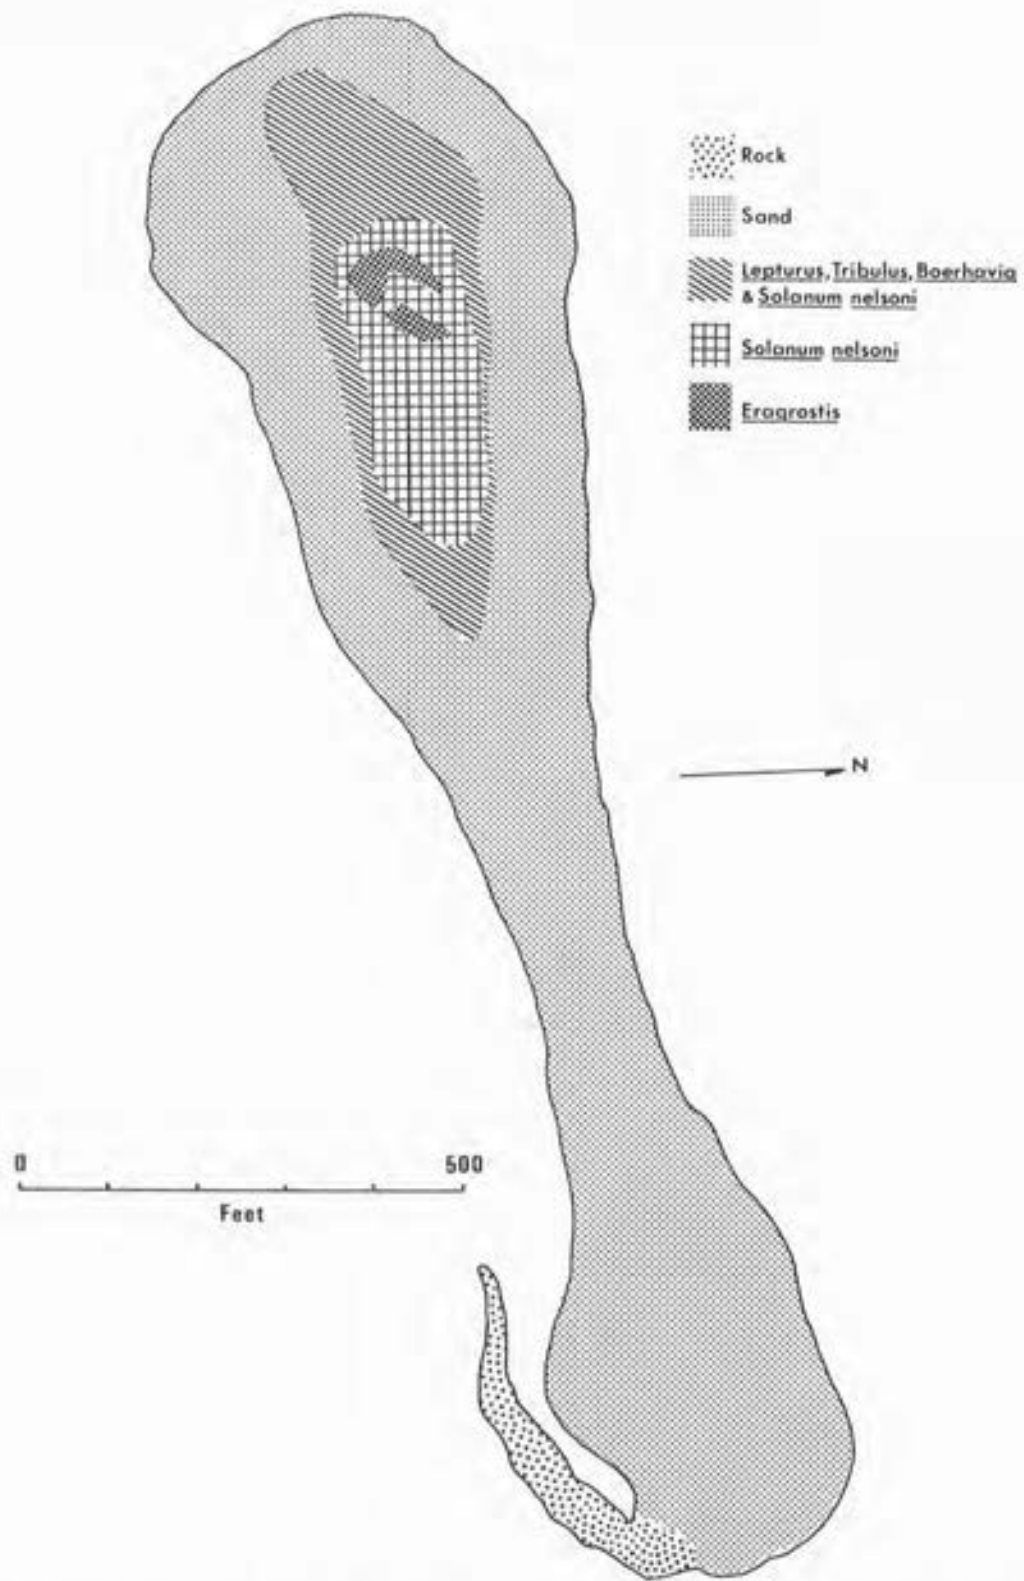 Rock
Sand
Lepturus, Tribulus, Boerhavia
& Solanum nelsoni
Solanum nelsoni
Eragrostis
N
0 500
Feet